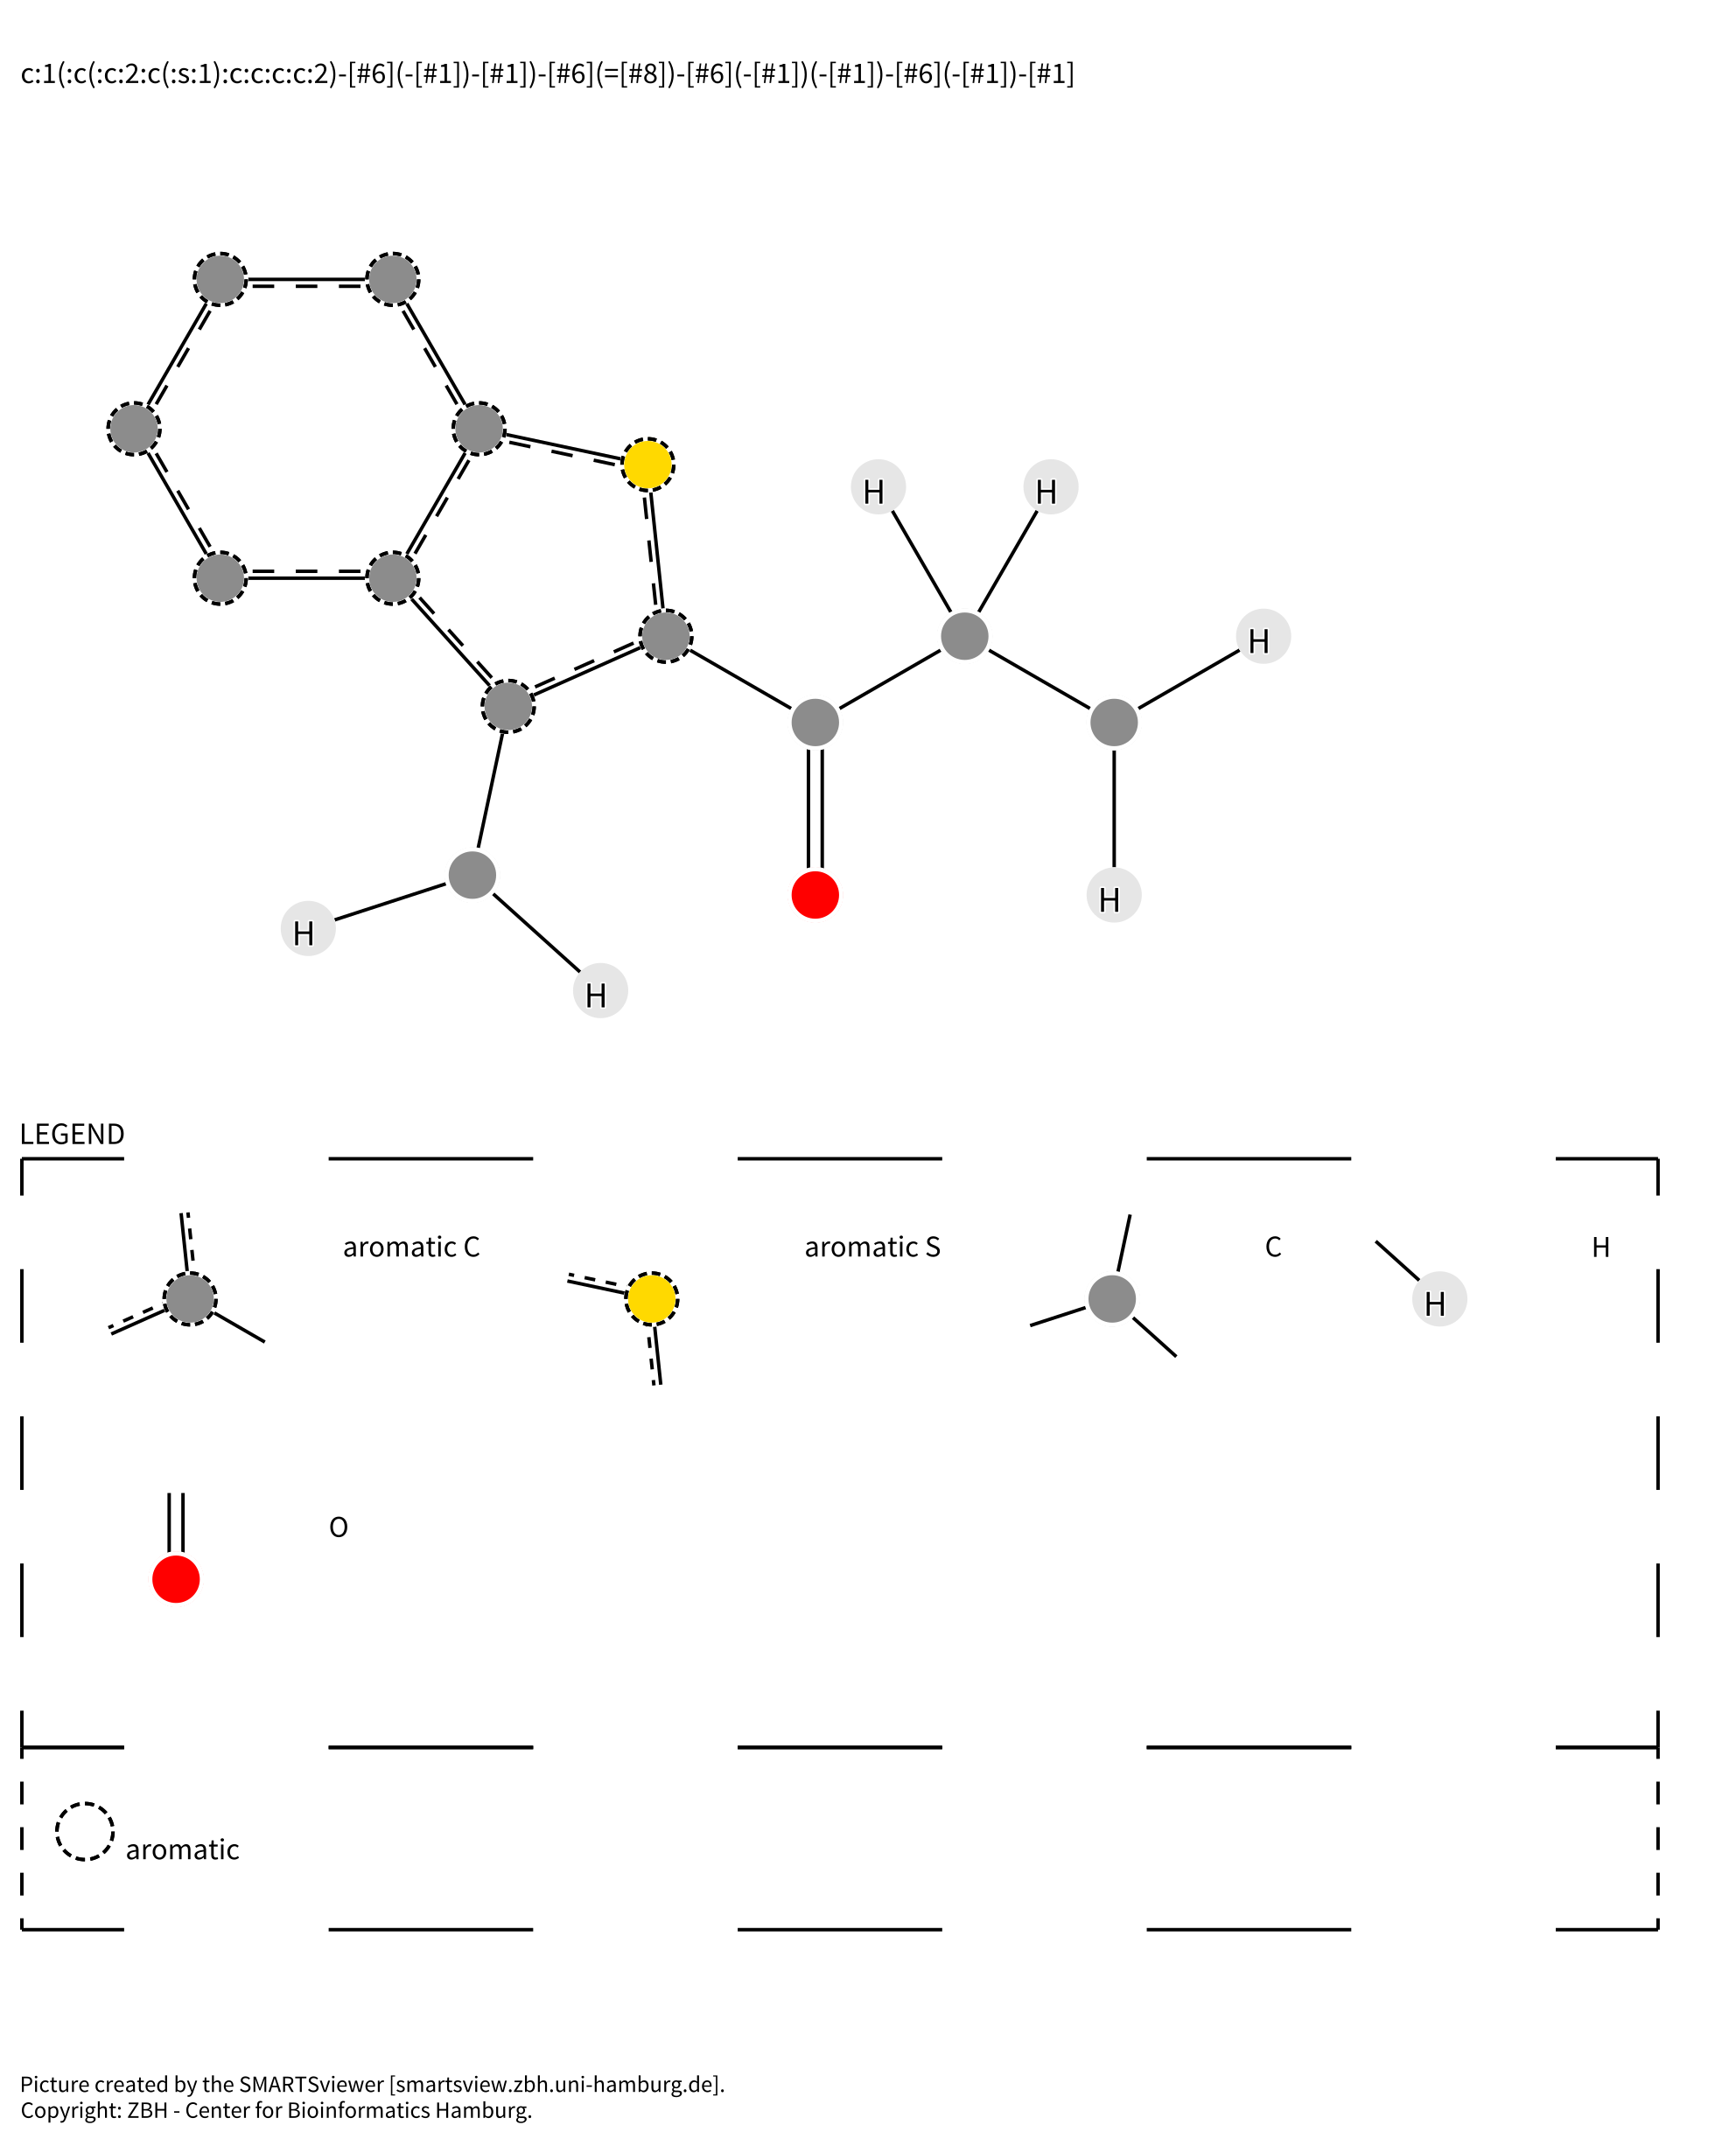 c:1(:c(:c:2:c(:s:1):c:c:c:c:2)-[#6](-[#1])-[#1])-[#6](=[#8])-[#6](-[#1])(-[#1])-[#6](-[#1])-[#1]
H H
H
H
H
H
LEGEND
aromatic C aromatic S C H H
O
aromatic
Picture created by the SMARTSviewer [smartsview.zbh.uni-hamburg.de].
Copyright: ZBH - Center for Bioinformatics Hamburg.